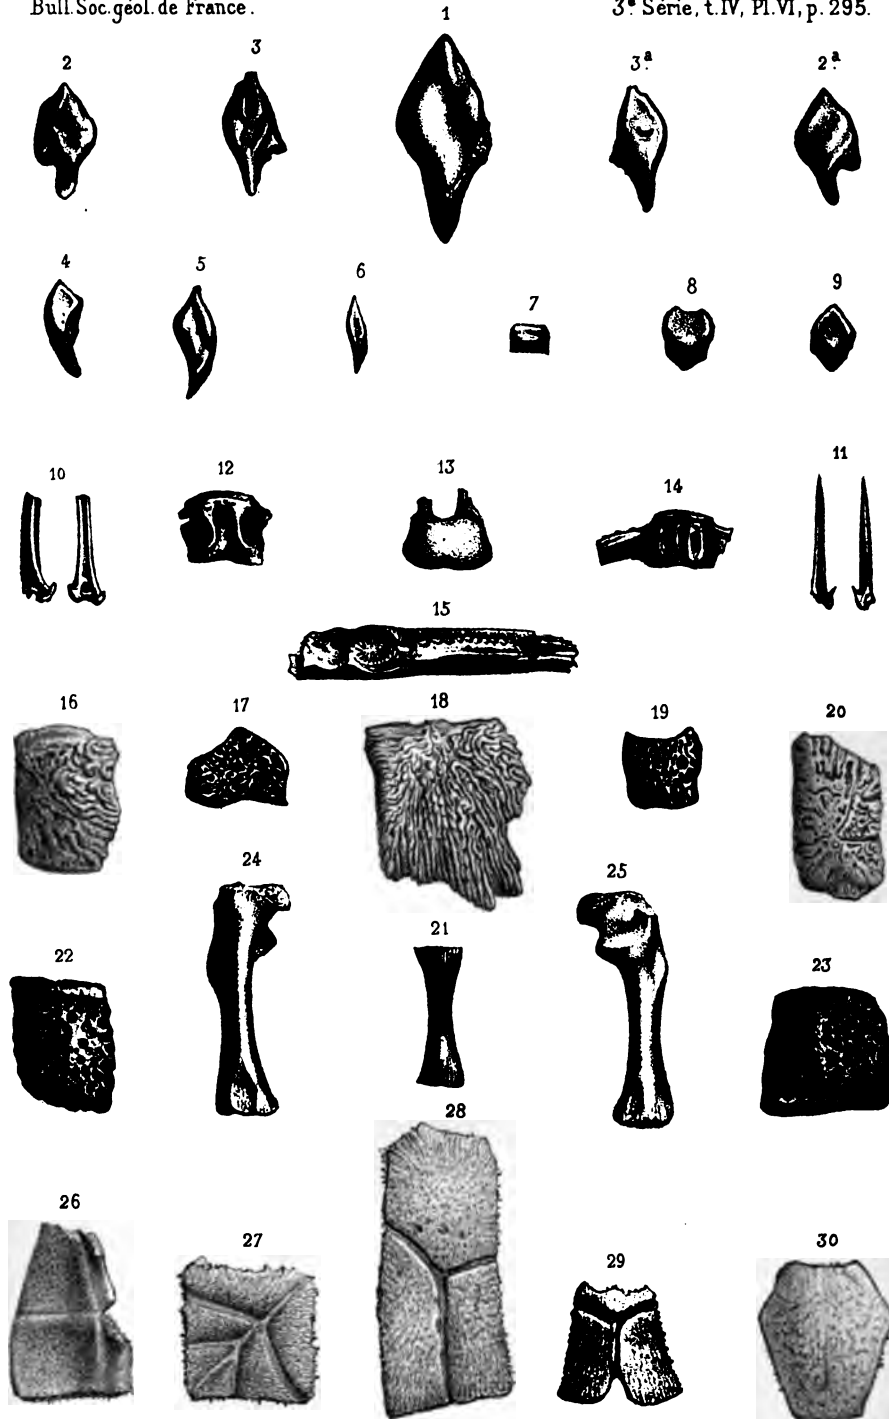 Bull. Soc. géol. de France. 3e Série, t. IV, Pl. VI, p. 295.
1
2 3 3.a 2.a
4 5 6 7 8 9
10 12 13 14 11
15
16 17 18 19 20
24 25
22 21 23
28
26 27 29 30